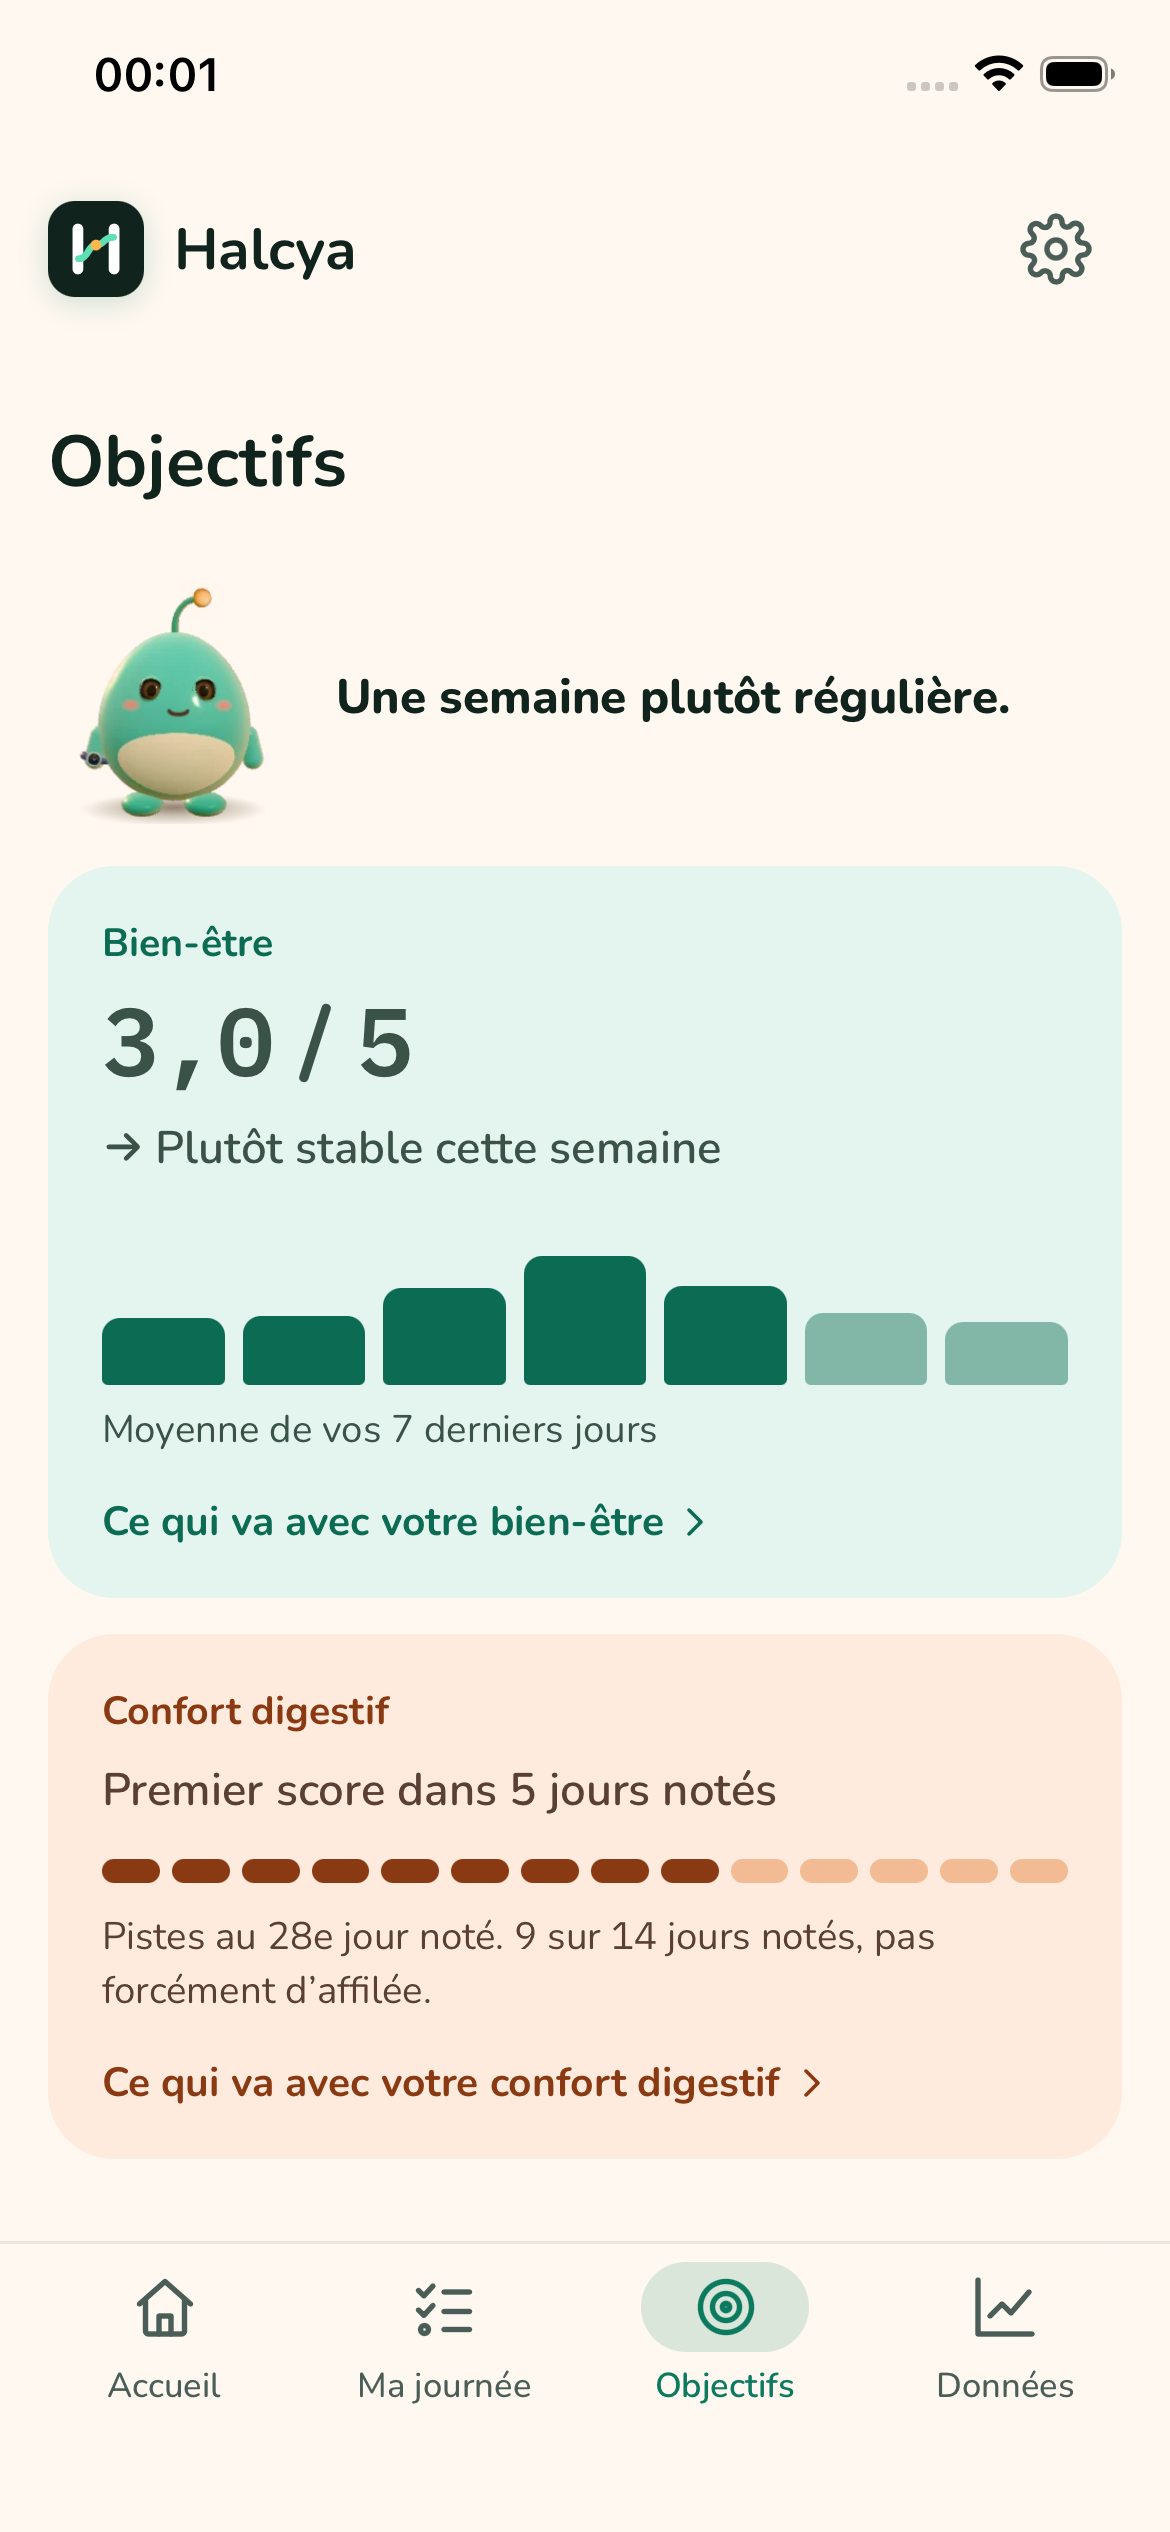 00:01
Halcya
Objectifs
Une semaine plutôt régulière.
Bien-être
3,0/5
→ Plutôt stable cette semaine
Moyenne de vos 7 derniers jours
Ce qui va avec votre bien-être >
Confort digestif
Premier score dans 5 jours notés
Pistes au 28e jour noté. 9 sur 14 jours notés, pas
forcément d’affilée.
Ce qui va avec votre confort digestif >
Accueil
Ma journée
Objectifs
Données